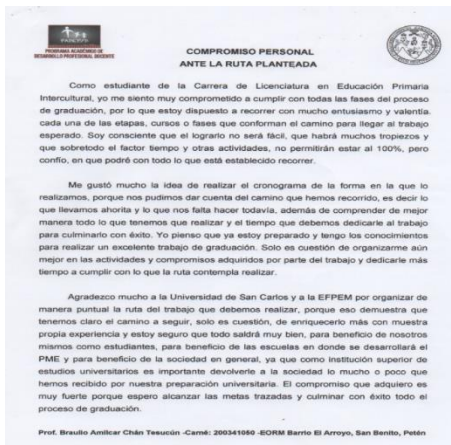 PROGRAMA ACADÉMICO DE
DESARROLLO PROFESIONAL DOCENTE
COMPROMISO PERSONAL
ANTE LA RUTA PLANTEADA
Como estudiante de la Carrera de Licenciatura en Educación Primaria
Intercultural, yo me siento muy comprometido a cumplir con todas las fases del proceso
de graduación, por lo que estoy dispuesto a recorrer con mucho entusiasmo y valentía
cada una de las etapas, cursos o fases que conforman el camino para llegar al trabajo
esperado. Soy consciente que el lograrlo no será fácil, que habrá muchos tropiezos y
que sobretodo el factor tiempo y otras actividades, no permitirán estar al 100%, pero
confío, en que podré con todo lo que está establecido recorrer.
Me gustó mucho la idea de realizar el cronograma de la forma en la que lo
realizamos, porque nos pudimos dar cuenta del camino que hemos recorrido, es decir lo
que llevamos ahorita y lo que nos falta hacer todavía, además de comprender de mejor
manera todo lo que tenemos que realizar y el tiempo que debemos dedicarle al trabajo
para culminarlo con éxito. Yo pienso que ya estoy preparado y tengo los conocimientos
para realizar un excelente trabajo de graduación. Solo es cuestión de organizarme aún
mejor en las actividades y compromisos adquiridos por parte del trabajo y dedicarle más
tiempo a cumplir con lo que la ruta contempla realizar.
Agradezco mucho a la Universidad de San Carlos y a la EFPEM por organizar de
manera puntual la ruta del trabajo que debemos realizar, porque eso demuestra que
tenemos claro el camino a seguir, solo es cuestión, de enriquecerlo más con nuestra
propia experiencia y estoy seguro que todo saldrá muy bien, para beneficio de nosotros
mismos como estudiantes, para beneficio de las escuelas en donde se desarrollará el
PME y para beneficio de la sociedad en general, ya que como institución superior de
estudios universitarios es importante devolverle a la sociedad lo mucho o poco que
hemos recibido por nuestra preparación universitaria. El compromiso que adquiero es
muy fuerte porque espero alcanzar las metas trazadas y culminar con éxito todo el
proceso de graduación.
Prof. Braulio Amilcar Chán Tesucún -Carné: 200341050 -EORM Barrio El Arroyo, San Benito, Petén